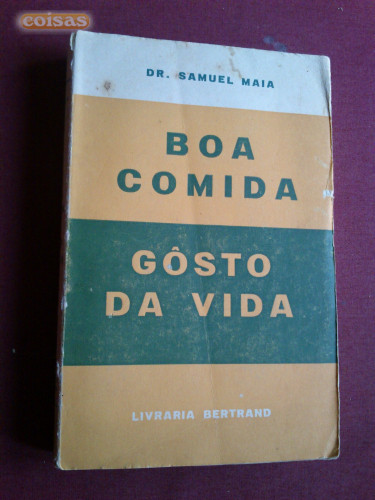 coisas
DR. SAMUEL MAIA
BOA
COMIDA
GÔSTO
DA VIDA
LIVRARIA BERTRAND